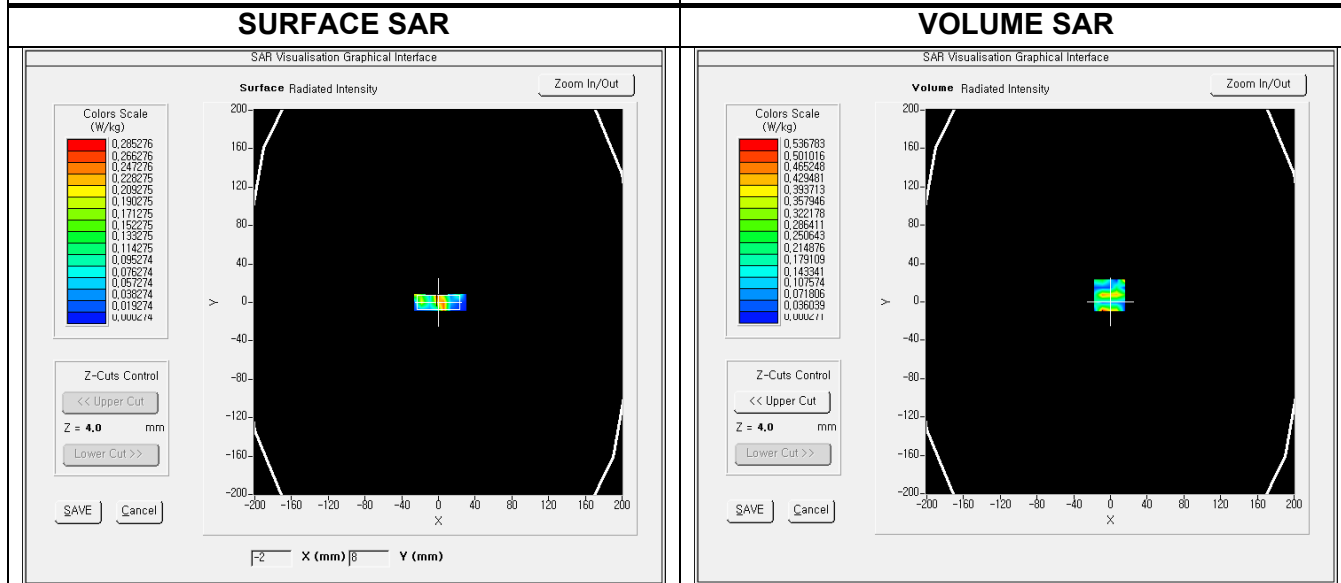 SURFACE SAR
SAR Visualisation Graphical Interface
Surface Radiated Intensity
Zoom In/Out
Colors Scale
(W/kg)
0,285276
0,266276
0,247276
0,228275
0,209275
0,190275
0,171275
0,152275
0,133275
0,114275
0,095274
0,076274
0,057274
0,038274
0,019274
0,000274
200
160
120
80
40
0
-40
-80
-120
-160
-200
Y
-200 -160 -120 -80 -40 0 40 80 120 160 200
X
Z-Cuts Control
<< Upper Cut
Z = 4,0 mm
Lower Cut >>
SAVE Cancel
-2 X (mm) 8 Y (mm)
VOLUME SAR
SAR Visualisation Graphical Interface
Volume Radiated Intensity
Zoom In/Out
Colors Scale
(W/kg)
0,536783
0,501016
0,465248
0,429481
0,393713
0,357946
0,322178
0,286411
0,250643
0,214876
0,179109
0,143341
0,107574
0,071806
0,036039
0,000271
200
160
120
80
40
0
-40
-80
-120
-160
-200
Y
-200 -160 -120 -80 -40 0 40 80 120 160 200
X
Z-Cuts Control
<< Upper Cut
Z = 4,0 mm
Lower Cut >>
SAVE Cancel